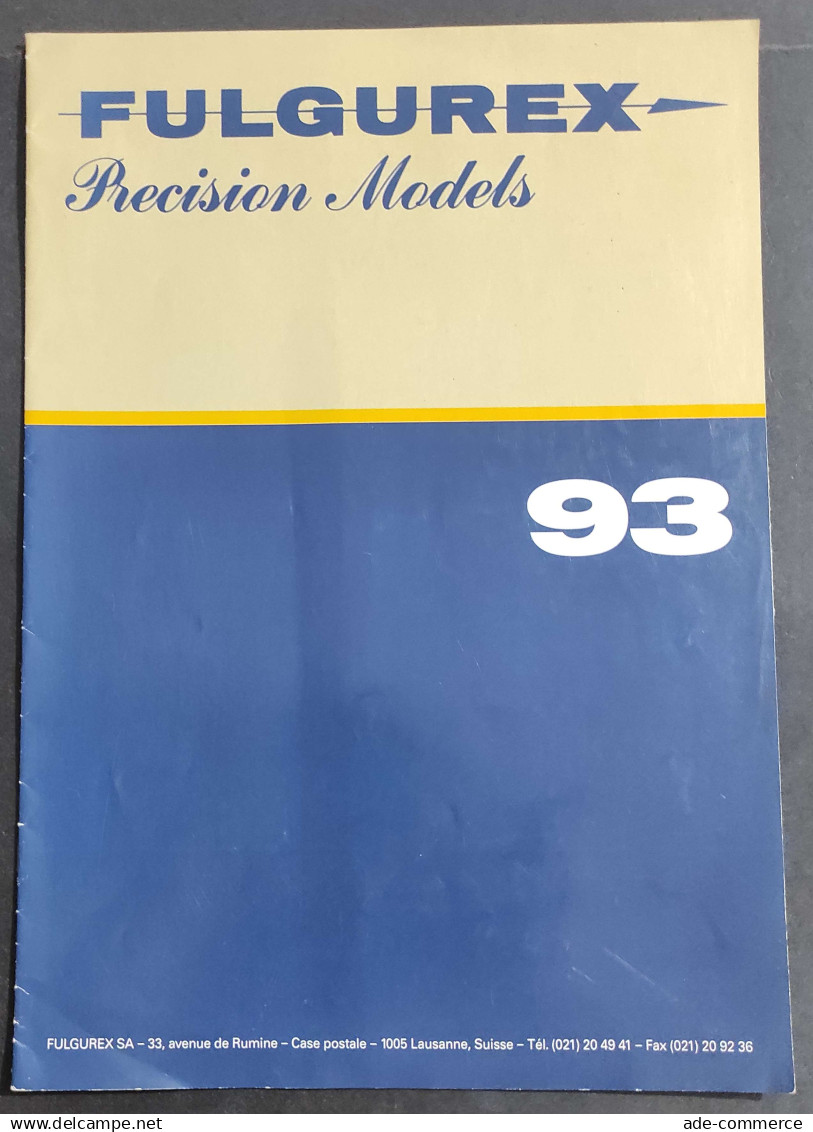 FULGUREX
Precision Models
93
FULGUREX SA – 33, avenue de Rumine – Case postale – 1005 Lausanne, Suisse – Tél. (021) 20 49 41 – Fax (021) 20 92 36
delcampe.net
ade-commerce